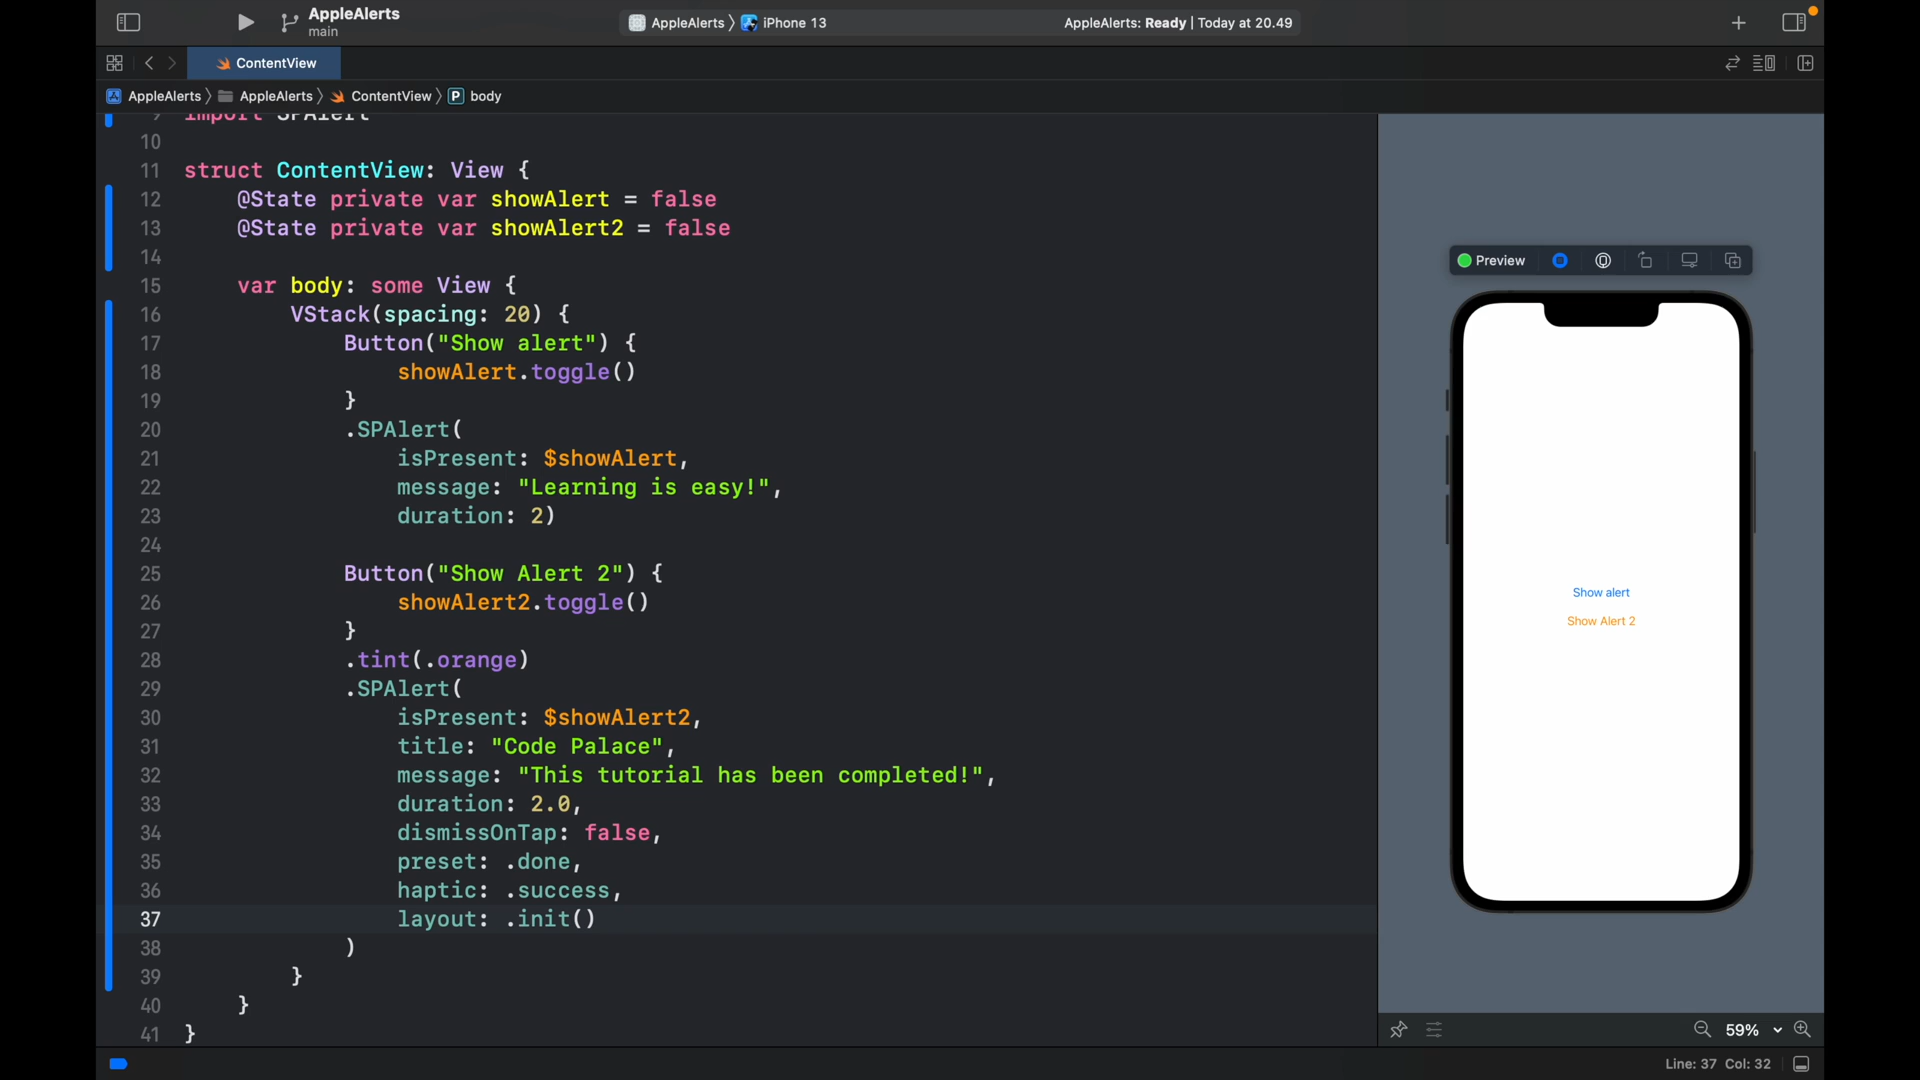 AppleAlerts
main
AppleAlerts 〉 iPhone 13
AppleAlerts: Ready | Today at 20.49
ContentView
AppleAlerts 〉 AppleAlerts 〉 ContentView 〉 P body
9 import SPAlert
10
11 struct ContentView: View {
12 @State private var showAlert = false
13 @State private var showAlert2 = false
14
15 var body: some View {
16 VStack(spacing: 20) {
17 Button("Show alert") {
18 showAlert.toggle()
19 }
20 .SPAlert(
21 isPresent: $showAlert,
22 message: "Learning is easy!",
23 duration: 2)
24
25 Button("Show Alert 2") {
26 showAlert2.toggle()
27 }
28 .tint(.orange)
29 .SPAlert(
30 isPresent: $showAlert2,
31 title: "Code Palace",
32 message: "This tutorial has been completed!",
33 duration: 2.0,
34 dismissOnTap: false,
35 preset: .done,
36 haptic: .success,
37 layout: .init()
38 )
39 }
40 }
41 }
Preview
Show alert
Show Alert 2
59%
Line: 37 Col: 32